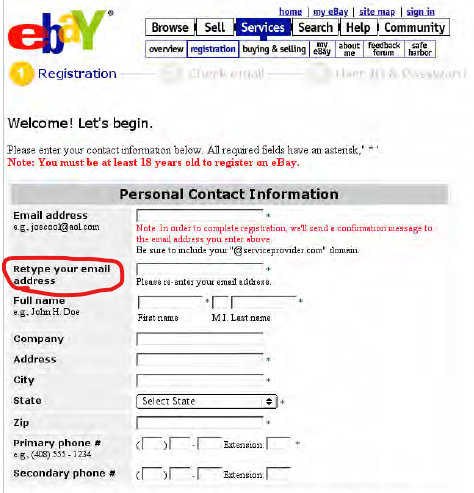 home | my eBay | site map | sign in
ebaY
Browse Sell Services Search Help Community
overview registration buying & selling my eBay about me feedback forum safe harbor
1 Registration 2 Check email 3 User ID & Password
Welcome! Let's begin.
Please enter your contact information below. All required fields have an asterisk," * "
Note: You must be at least 18 years old to register on eBay.
Personal Contact Information
Email address *
e.g., joecool@aol.com
Note: In order to complete registration, we'll send a confirmation message to
the email address you enter above.
Be sure to include your "@serviceprovider.com" domain.
Retype your email *
address Please re-enter your email address.
Full name * *
e.g., John H. Doe First name M.I. Last name
Company
Address *
City *
State Select State *
Zip *
Primary phone # ( ) - Extension: *
e.g., (408) 555 - 1234
Secondary phone # ( ) - Extension: